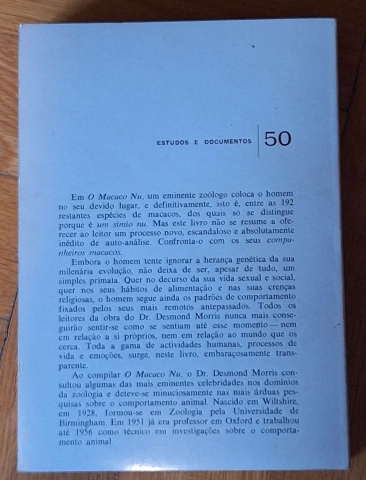 ESTUDOS E DOCUMENTOS 50
Em O Macaco Nu, um eminente zoólogo coloca o homem
no seu devido lugar, e definitivamente, isto é, entre as 192
restantes espécies de macacos, dos quais só se distingue
porque é um símio nu. Mas este livro não se resume a ofe-
recer ao leitor um processo novo, escandaloso e absolutamente
inédito de auto-análise. Confronta-o com os seus compa-
nheiros macacos.
Embora o homem tente ignorar a herança genética da sua
milenária evolução, não deixa de ser, apesar de tudo, um
simples primata. Quer no decurso da sua vida sexual e social,
quer nos seus hábitos de alimentação e nas suas crenças
religiosas, o homem segue ainda os padrões de comportamento
fixados pelos seus mais remotos antepassados. Todos os
leitores da obra do Dr. Desmond Morris nunca mais conse-
guirão sentir-se como se sentiam até esse momento — nem
em relação a si próprios, nem em relação ao mundo que os
cerca. Toda a gama de actividades humanas, processos de
vida e emoções, surge, neste livro, embaraçosamente trans-
parente.
Ao compilar O Macaco Nu, o Dr. Desmond Morris con-
sultou algumas das mais eminentes celebridades nos domínios
da zoologia e deteve-se minuciosamente nas mais árduas pes-
quisas sobre o comportamento animal. Nascido em Wiltshire,
em 1928, formou-se em Zoologia pela Universidade de
Birmingham. Em 1951 já era professor em Oxford e trabalhou
até 1956 como técnico em investigações sobre o comporta-
mento animal.